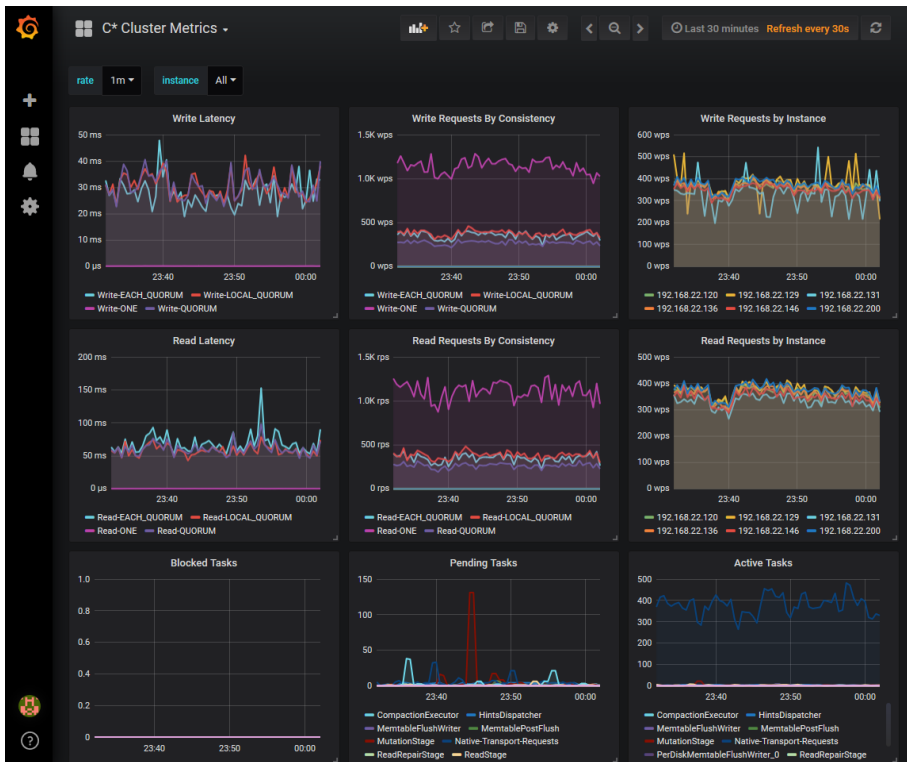 C* Cluster Metrics
Last 30 minutes Refresh every 30s
rate 1m instance All
Write Latency
50 ms
40 ms
30 ms
20 ms
10 ms
0 µs
23:40 23:50 00:00
Write-EACH_QUORUM Write-LOCAL_QUORUM
Write-ONE Write-QUORUM
Write Requests By Consistency
1.5K wps
1.0K wps
500 wps
0 wps
23:40 23:50 00:00
Write-EACH_QUORUM Write-LOCAL_QUORUM
Write-ONE Write-QUORUM
Write Requests by Instance
600 wps
500 wps
400 wps
300 wps
200 wps
100 wps
0 wps
23:40 23:50 00:00
192.168.22.120 192.168.22.129 192.168.22.131
192.168.22.136 192.168.22.146 192.168.22.200
Read Latency
200 ms
150 ms
100 ms
50 ms
0 µs
23:40 23:50 00:00
Read-EACH_QUORUM Read-LOCAL_QUORUM
Read-ONE Read-QUORUM
Read Requests By Consistency
1.5K rps
1.0K rps
500 rps
0 rps
23:40 23:50 00:00
Read-EACH_QUORUM Read-LOCAL_QUORUM
Read-ONE Read-QUORUM
Read Requests by Instance
500 wps
400 wps
300 wps
200 wps
100 wps
0 wps
23:40 23:50 00:00
192.168.22.120 192.168.22.129 192.168.22.131
192.168.22.136 192.168.22.146 192.168.22.200
Blocked Tasks
1.0
0.8
0.6
0.4
0.2
0
23:40 23:50 00:00
Pending Tasks
150
100
50
0
23:40 23:50 00:00
CompactionExecutor HintsDispatcher
MemtableFlushWriter MemtablePostFlush
MutationStage Native-Transport-Requests
ReadRepairStage ReadStage
Active Tasks
500
400
300
200
100
0
23:40 23:50 00:00
CompactionExecutor HintsDispatcher
MemtableFlushWriter MemtablePostFlush
MutationStage Native-Transport-Requests
PerDiskMemtableFlushWriter_0 ReadRepairStage